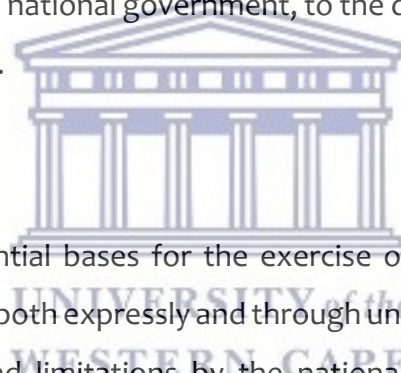 national government, to the
.
ntial bases for the exercise o
both expressly and through un
UNIVERSITY of the
nd limitations by the nationa
WESTERN CAPE